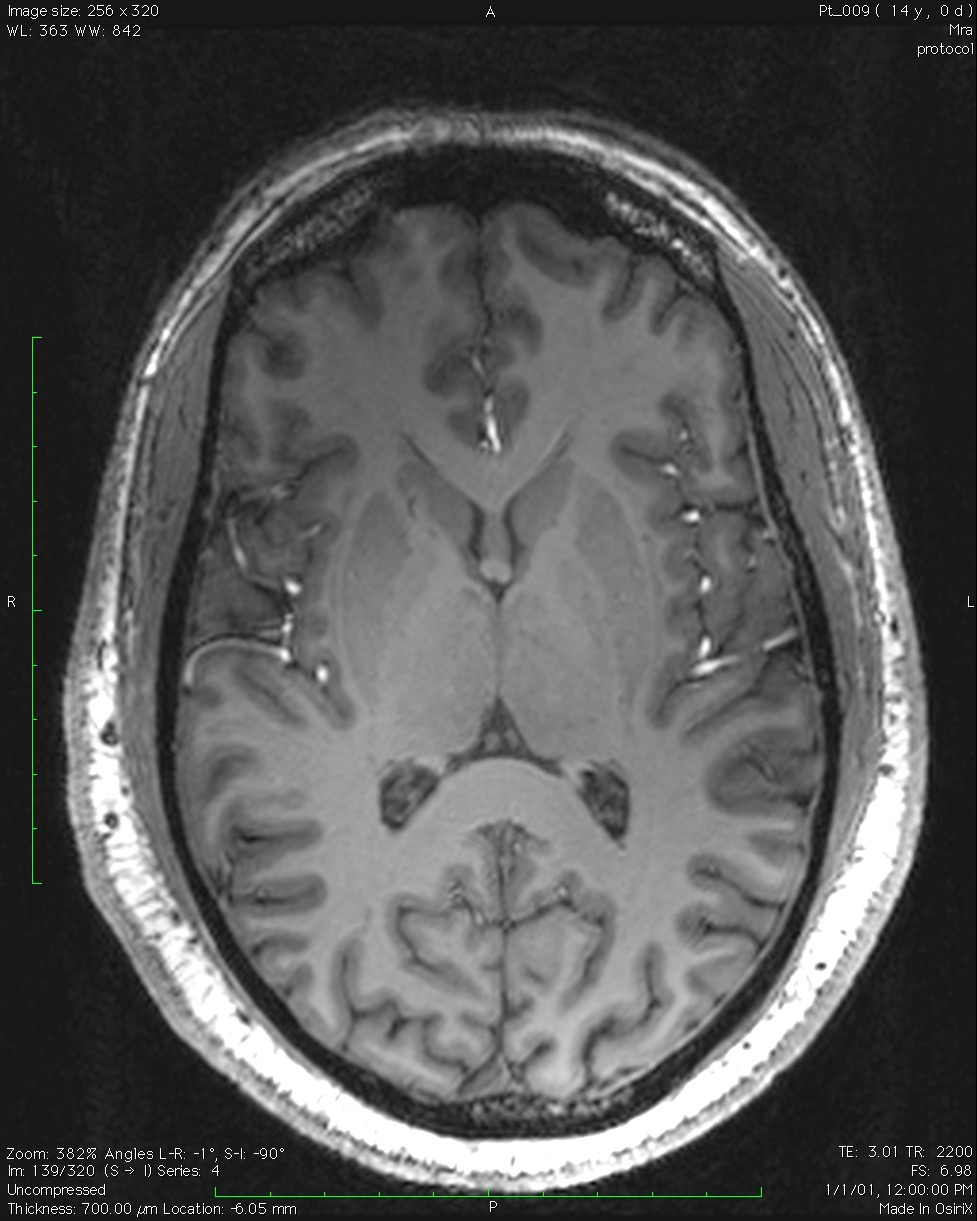 Image size: 256 x 320
WL: 363 WW: 842
A
Pt_009 ( 14 y, 0 d )
Mra
protocol
R
L
Zoom: 382% Angles L-R: -1°, S-I: -90°
Im: 139/320 (S → I) Series: 4
Uncompressed
Thickness: 700.00 µm Location: -6.05 mm
P
TE: 3.01 TR: 2200
FS: 6.98
1/1/01, 12:00:00 PM
Made In OsiriX